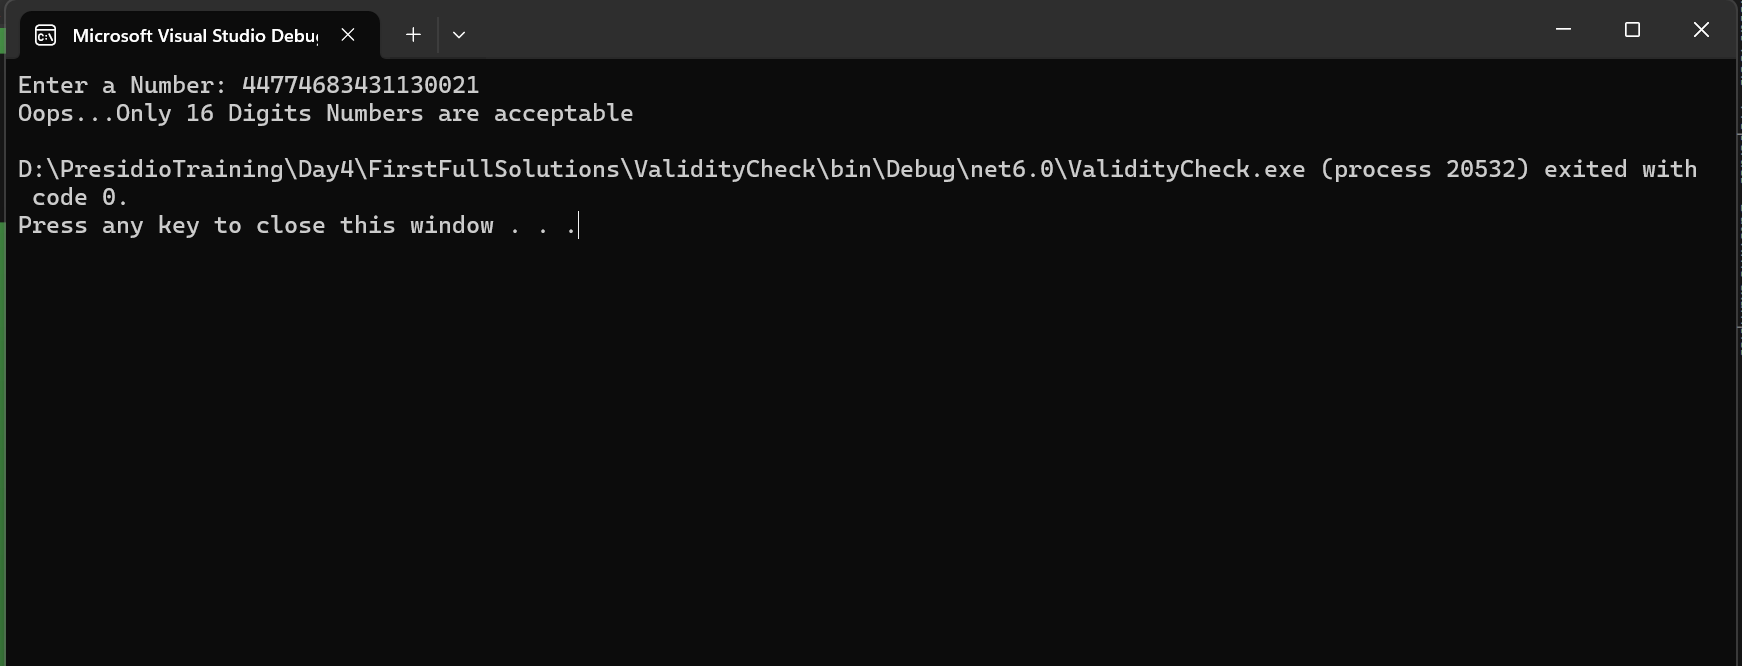 Microsoft Visual Studio Debu
Enter a Number: 44774683431130021
Oops...Only 16 Digits Numbers are acceptable
D:\PresidioTraining\Day4\FirstFullSolutions\ValidityCheck\bin\Debug\net6.0\ValidityCheck.exe (process 20532) exited with
code 0.
Press any key to close this window . . .